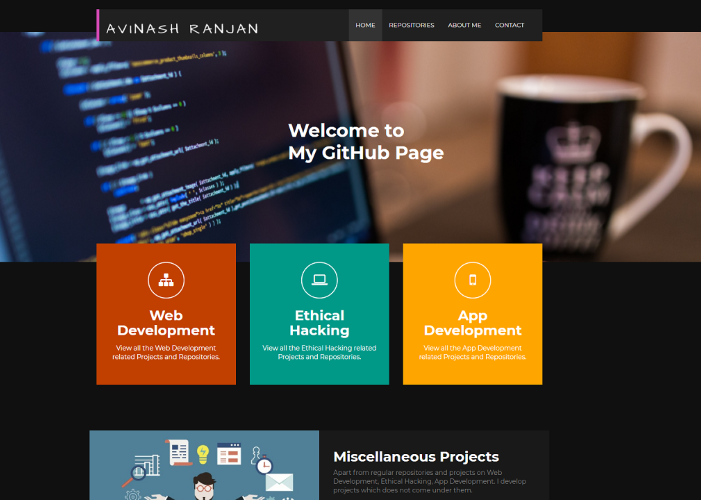 AVINASH RANJAN
HOME REPOSITORIES ABOUT ME CONTACT
Welcome to
My GitHub Page
KEEP
CALM
Web
Development
View all the Web Development
related Projects and Repositories.
Ethical
Hacking
View all the Ethical Hacking related
Projects and Repositories.
App
Development
View all the App Development
related Projects and Repositories.
Miscellaneous Projects
Apart from regular repositories and projects on Web
Development, Ethical Hacking, App Development. I develop
projects which does not come under them.